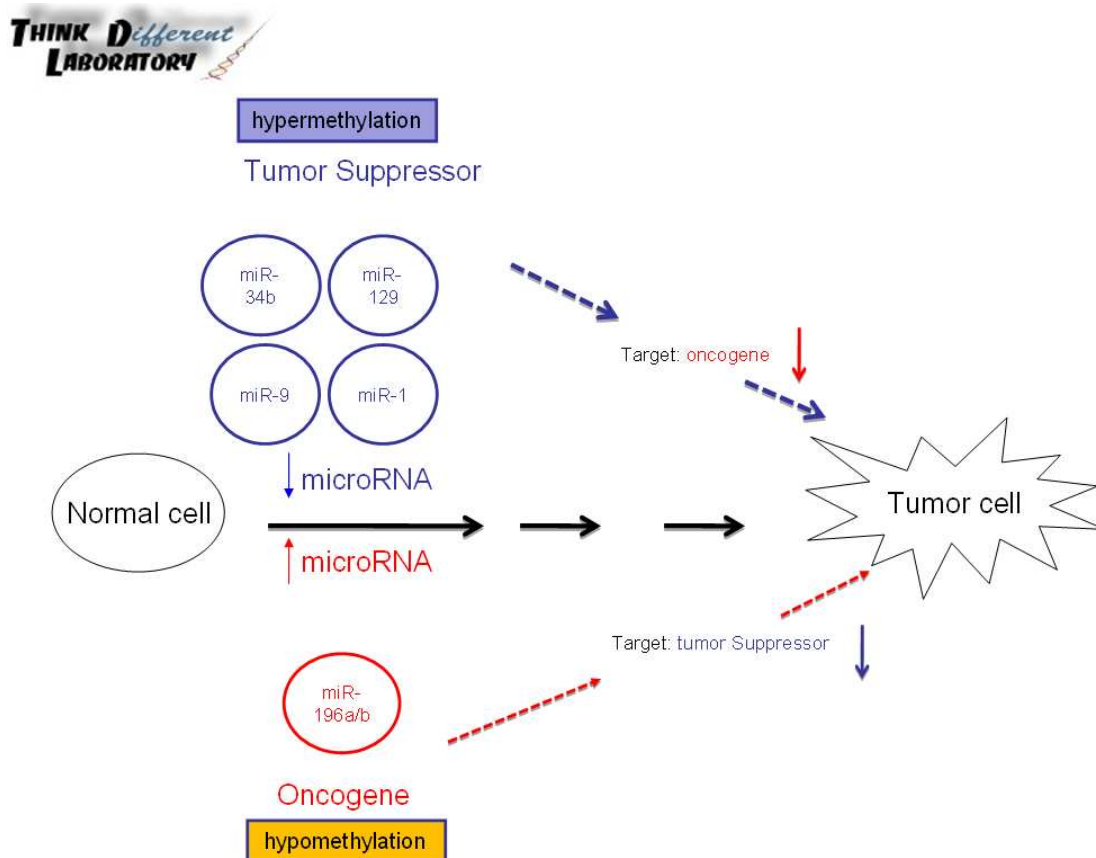 THINK Different
LABORATORY
hypermethylation
Tumor Suppressor
miR-
34b
miR-
129
miR-9
miR-1
Target: oncogene
microRNA
Normal cell
Tumor cell
microRNA
Target: tumor Suppressor
miR-
196a/b
Oncogene
hypomethylation